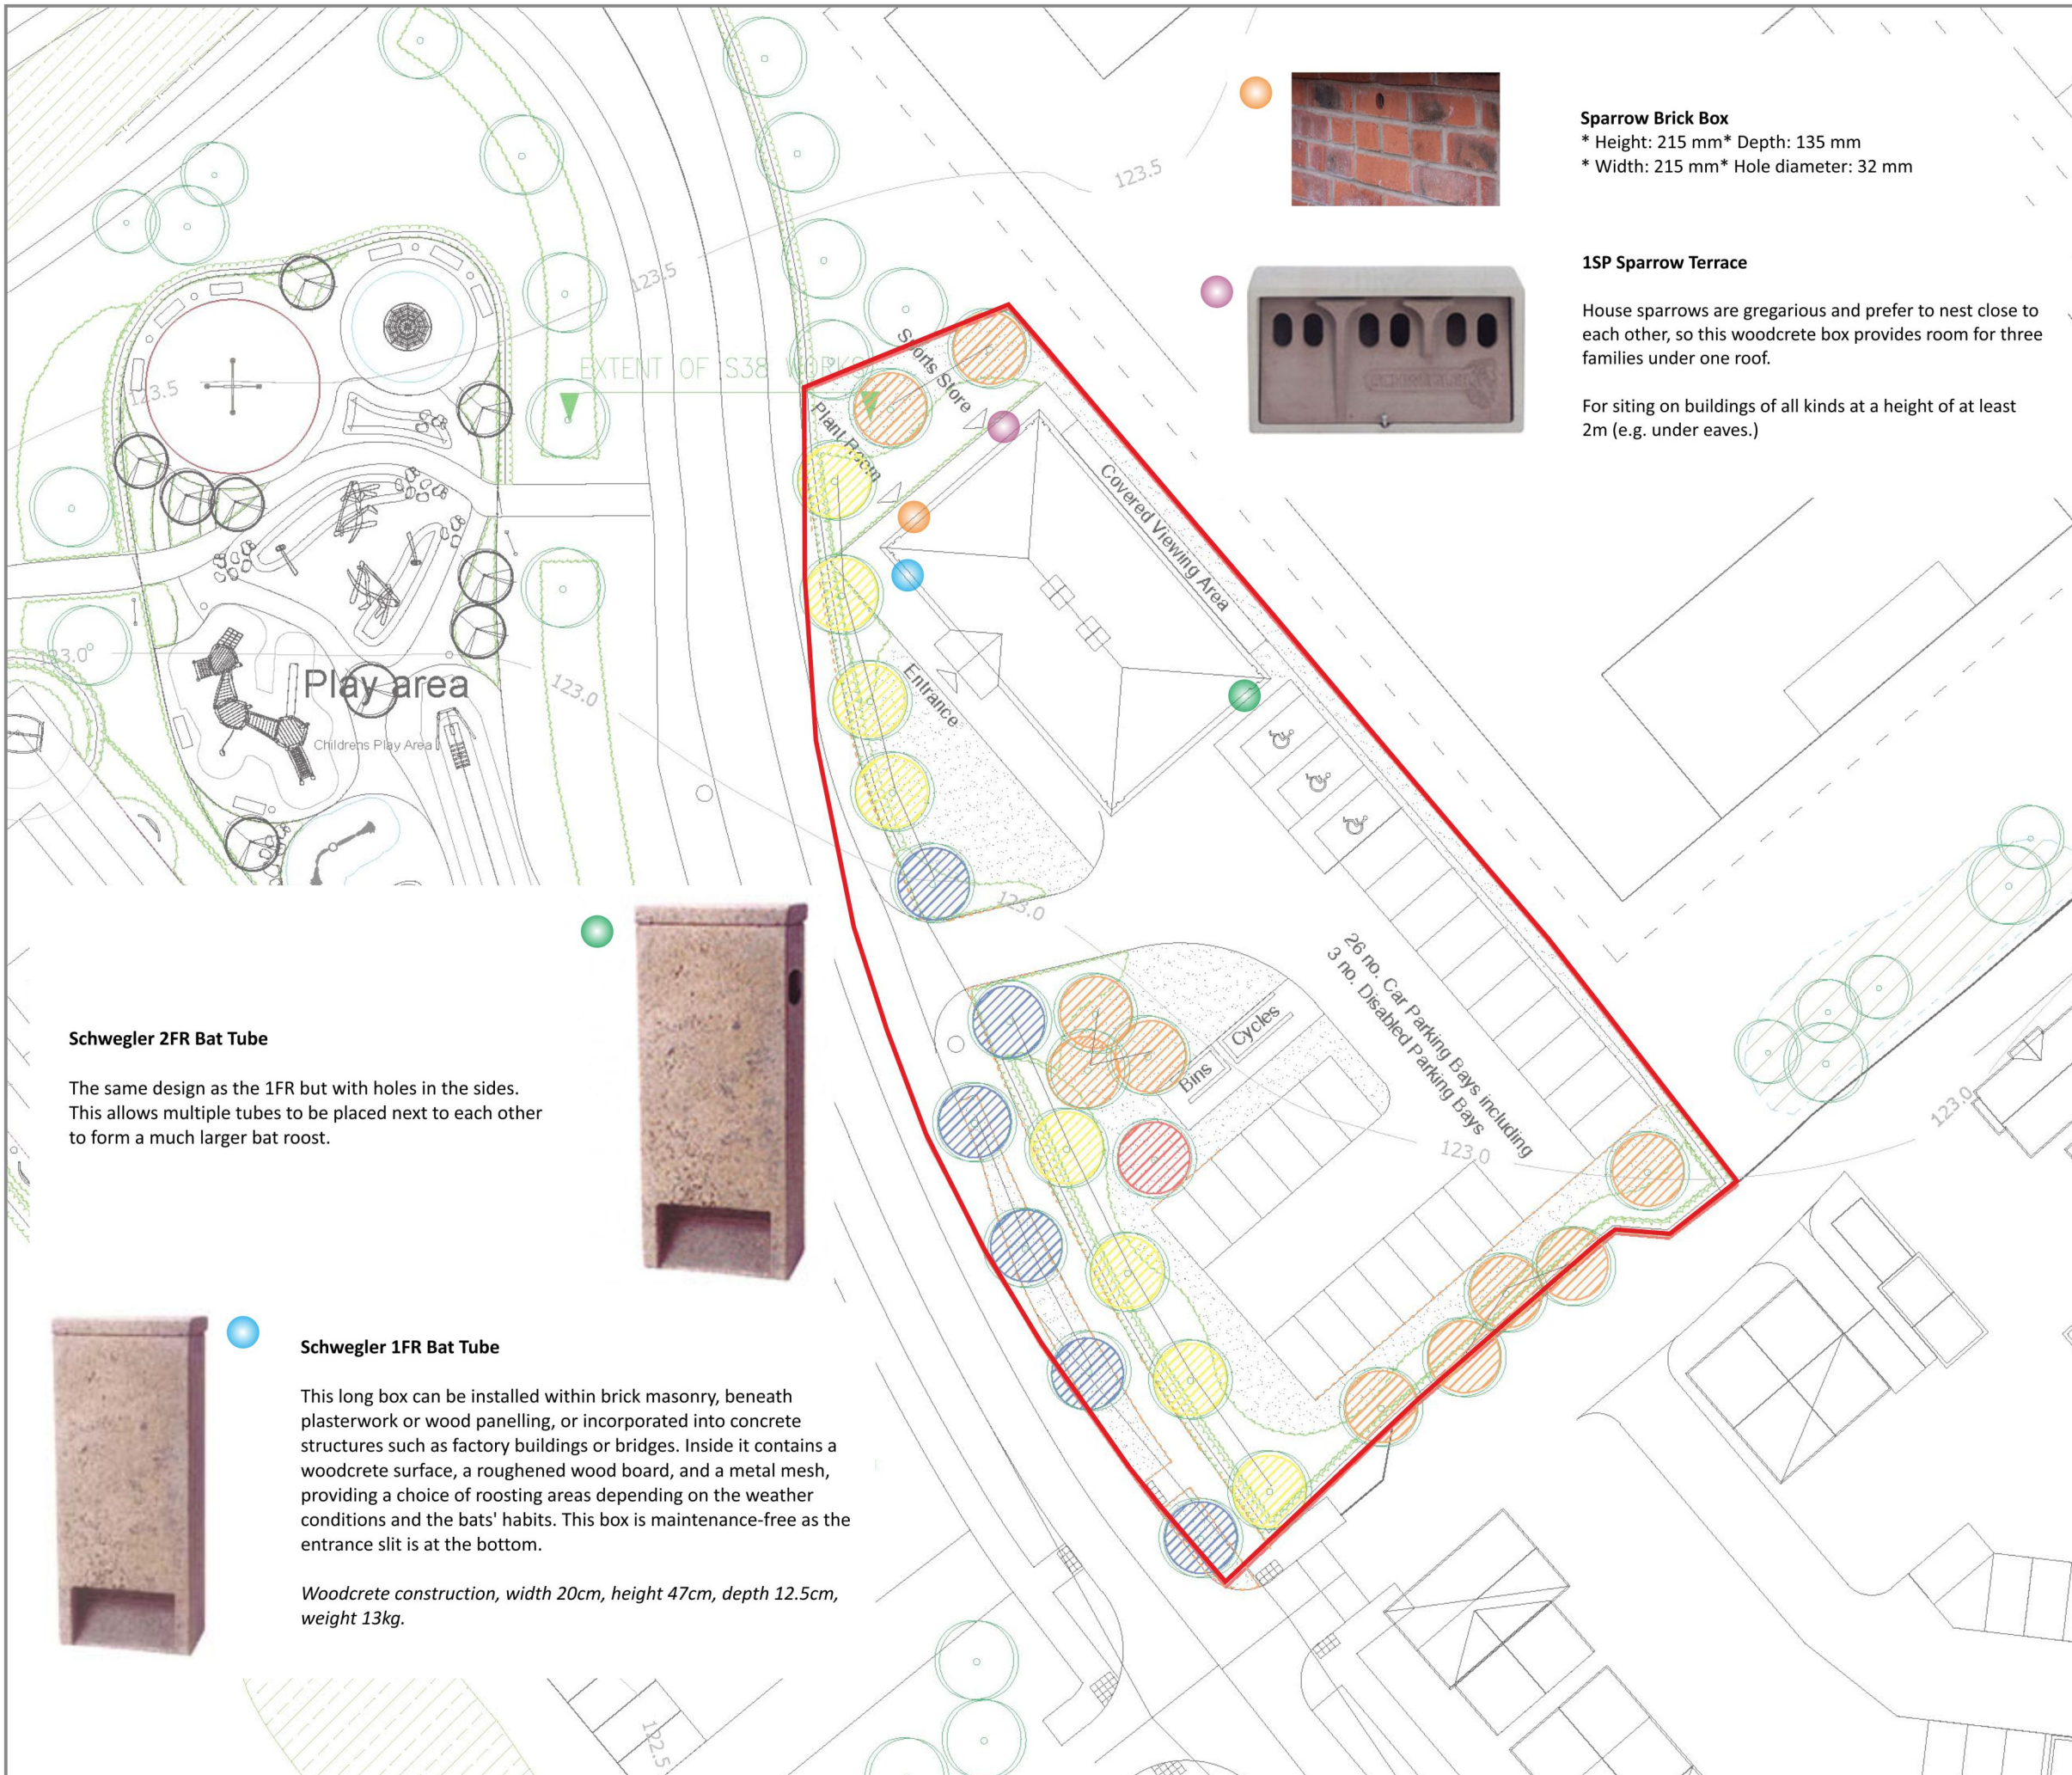 Sparrow Brick Box
* Height: 215 mm* Depth: 135 mm
* Width: 215 mm* Hole diameter: 32 mm
1SP Sparrow Terrace
House sparrows are gregarious and prefer to nest close to
each other, so this woodcrete box provides room for three
families under one roof.
For siting on buildings of all kinds at a height of at least
2m (e.g. under eaves.)
SCHWEGLER
123.5
123.5
123.5
EXTENT OF S38 WORKS
Sports Store
Plant Room
Covered Viewing Area
Entrance
123.0
123.0
Play area
Childrens Play Area
123.0
26 no. Car Parking Bays including
3 no. Disabled Parking Bays
Cycles
Bins
123.0
123.0
Schwegler 2FR Bat Tube
The same design as the 1FR but with holes in the sides.
This allows multiple tubes to be placed next to each other
to form a much larger bat roost.
Schwegler 1FR Bat Tube
This long box can be installed within brick masonry, beneath
plasterwork or wood panelling, or incorporated into concrete
structures such as factory buildings or bridges. Inside it contains a
woodcrete surface, a roughened wood board, and a metal mesh,
providing a choice of roosting areas depending on the weather
conditions and the bats' habits. This box is maintenance-free as the
entrance slit is at the bottom.
Woodcrete construction, width 20cm, height 47cm, depth 12.5cm,
weight 13kg.
122.5